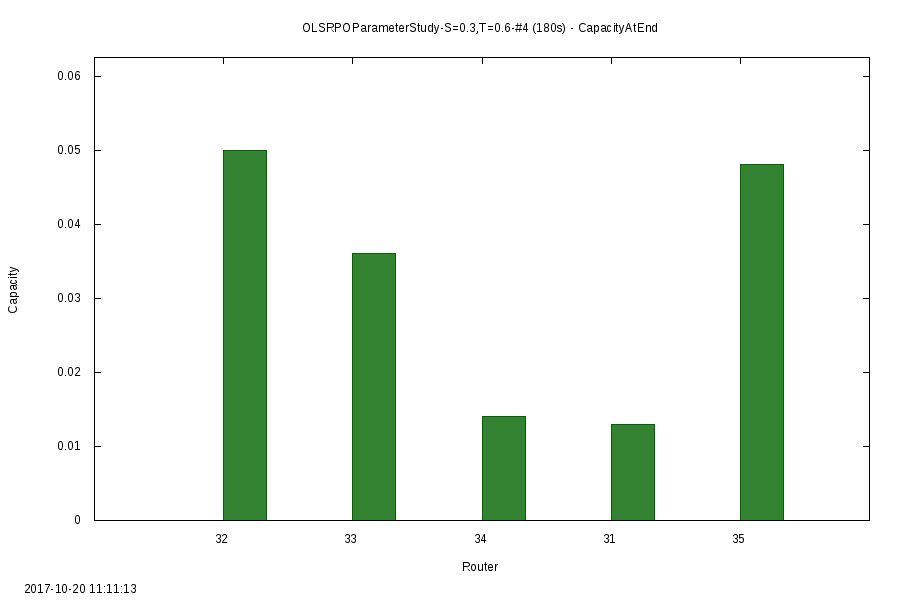 OLSRPOParameterStudy-S=0.3,T=0.6-#4 (180s) - CapacityAtEnd
0.06
0.05
0.04
0.03
0.02
0.01
0
Capacity
32 33 34 31 35
Router
2017-10-20 11:11:13